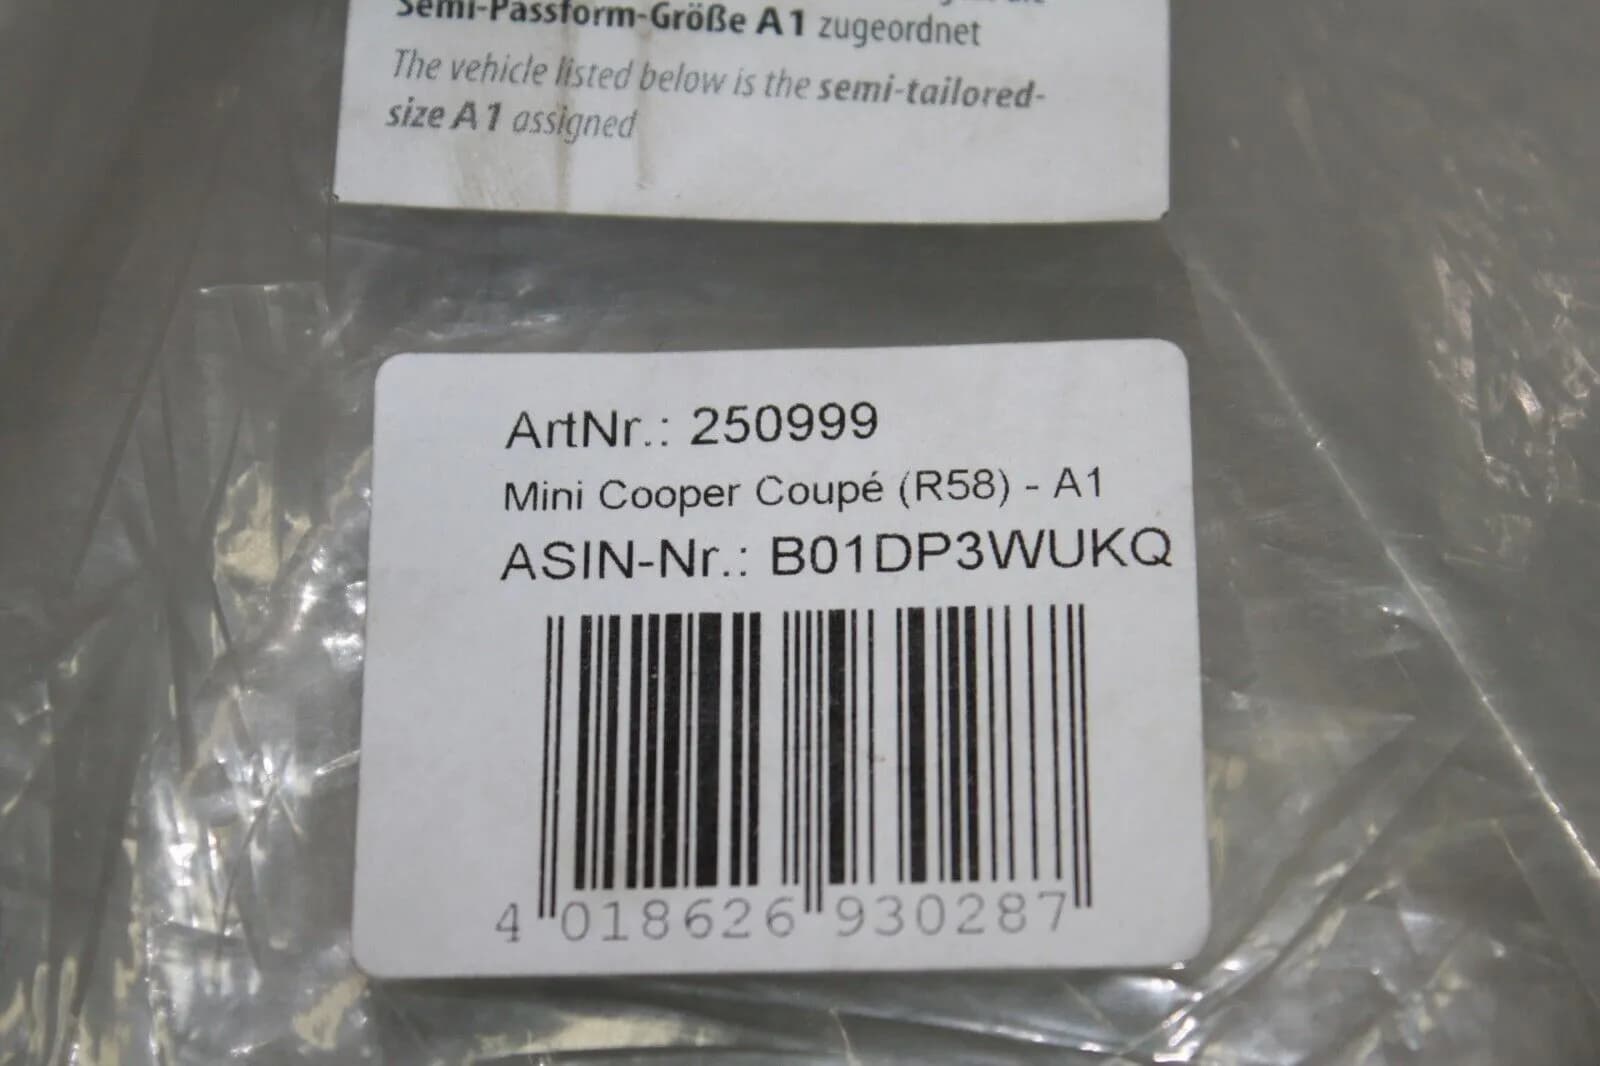 Semi-Passform-Größe A1 zugeordnet
The vehicle listed below is the semi-tailored-
size A1 assigned
ArtNr.: 250999
Mini Cooper Coupé (R58) - A1
ASIN-Nr.: B01DP3WUKQ
4 018626 930287